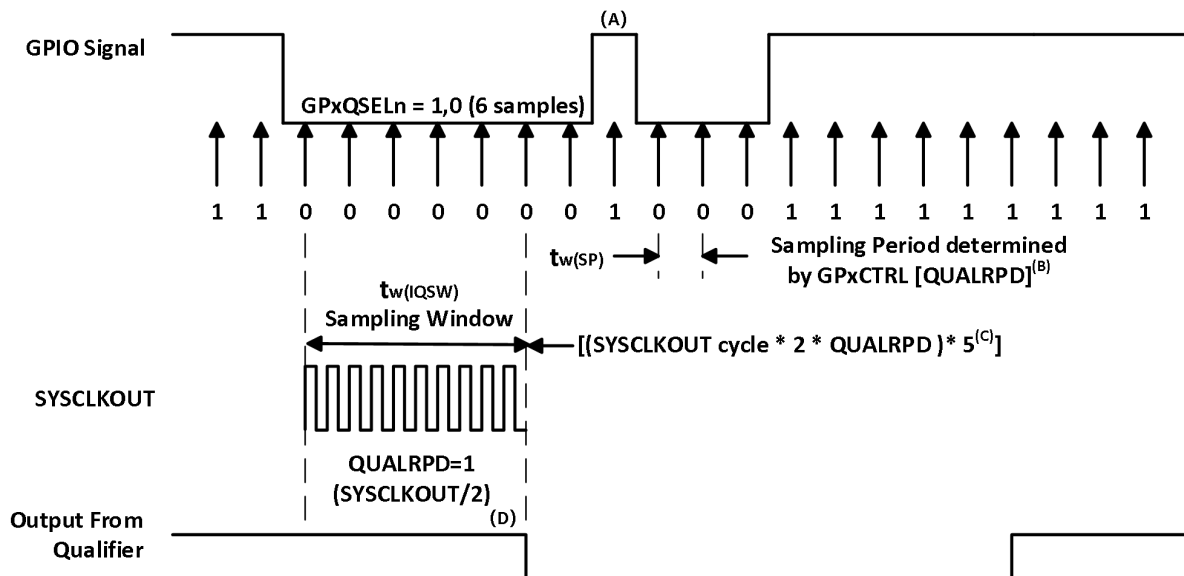 (A)
GPIO Signal
GPxQSELn = 1,0 (6 samples)
1 1 0 0 0 0 0 0 0 1 0 0 0 1 1 1 1 1 1 1 1 1
tw(SP)
Sampling Period determined
by GPxCTRL [QUALRPD](B)
tw(IQSW)
Sampling Window
[(SYSCLKOUT cycle * 2 * QUALRPD )* 5(C)]
SYSCLKOUT
QUALRPD=1
(SYSCLKOUT/2)
(D)
Output From
Qualifier